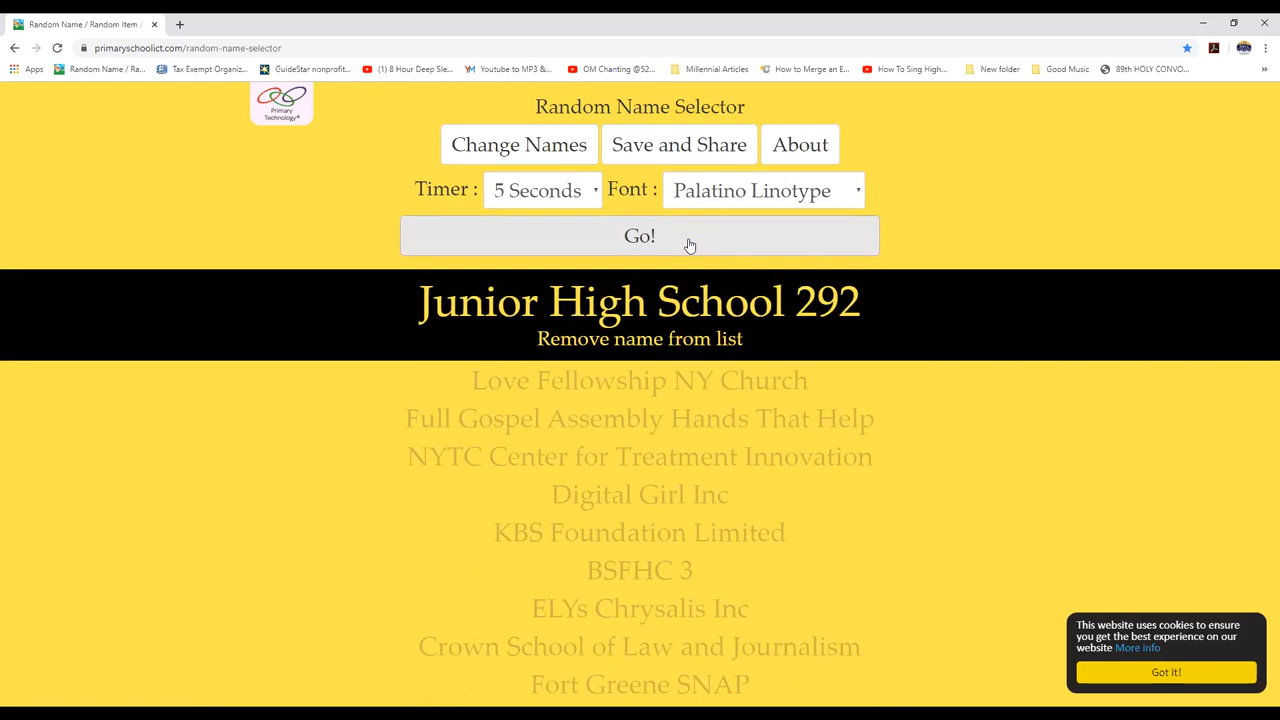 Random Name / Random Item /
primaryschoolict.com/random-name-selector
Apps
Random Name / Ra...
Tax Exempt Organiz...
GuideStar nonprofit...
(1) 8 Hour Deep Sle...
Youtube to MP3 &...
OM Chanting @52...
Millennial Articles
How to Merge an E...
How To Sing High...
New folder
Good Music
89th HOLY CONVO...
»
Primary
Technology®
Random Name Selector
Change Names
Save and Share
About
Timer :
5 Seconds
Font :
Palatino Linotype
Go!
Junior High School 292
Remove name from list
Love Fellowship NY Church
Full Gospel Assembly Hands That Help
NYTC Center for Treatment Innovation
Digital Girl Inc
KBS Foundation Limited
BSFHC 3
ELYs Chrysalis Inc
Crown School of Law and Journalism
Fort Greene SNAP
This website uses cookies to ensure
you get the best experience on our
website More info
Got it!